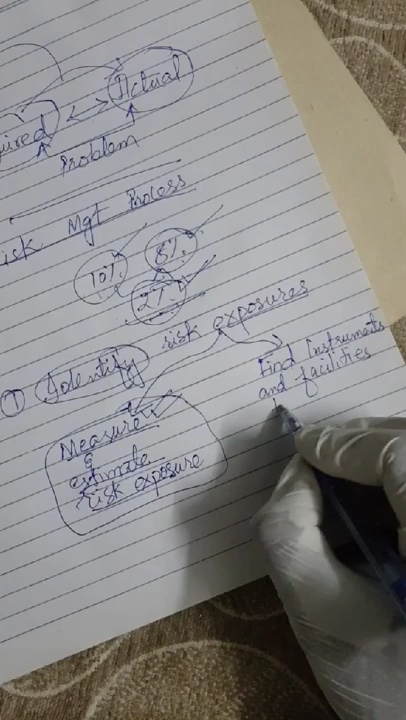 Actual
Problem
Mgt Process
10%
8%
2%
① Identify risk exposures
Measure
&
estimate
risk exposure
Find Instruments
and facilities